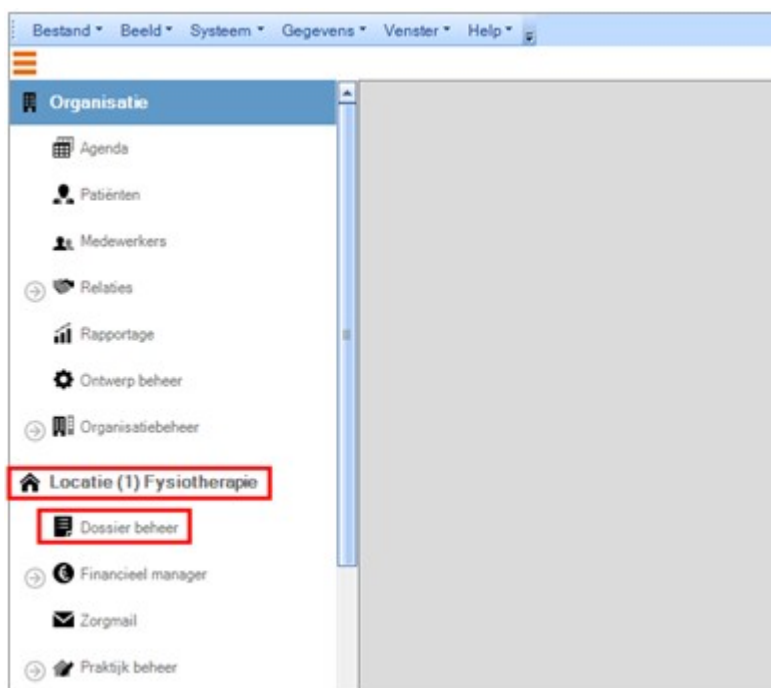 Bestand Beeld Systeem Gegevens Venster Help
Organisatie
Agenda
Patiënten
Medewerkers
Relaties
Rapportage
Ontwerp beheer
Organisatiebeheer
Locatie (1) Fysiotherapie
Dossier beheer
Financieel manager
Zorgmail
Praktijk beheer